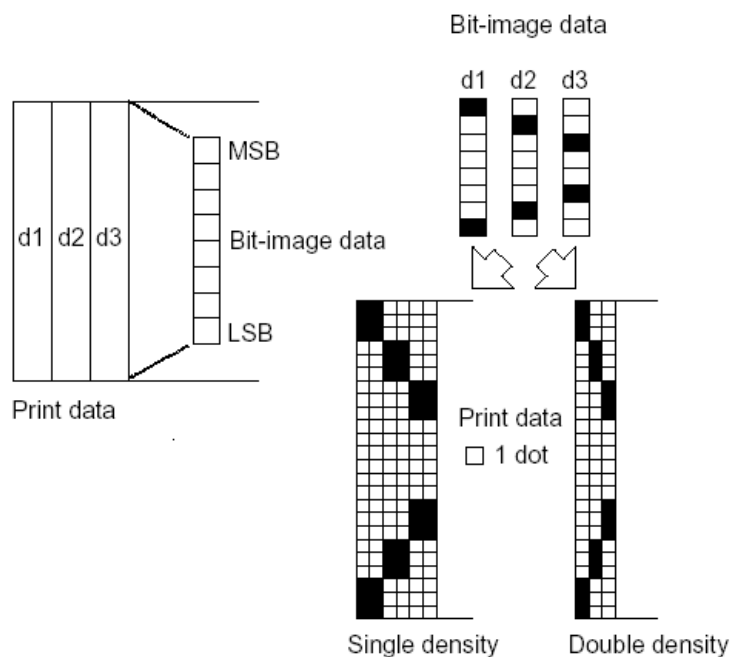 Bit-image data
d1 d2 d3
MSB
d1 d2 d3
Bit-image data
LSB
Print data
Print data
1 dot
Single density
Double density